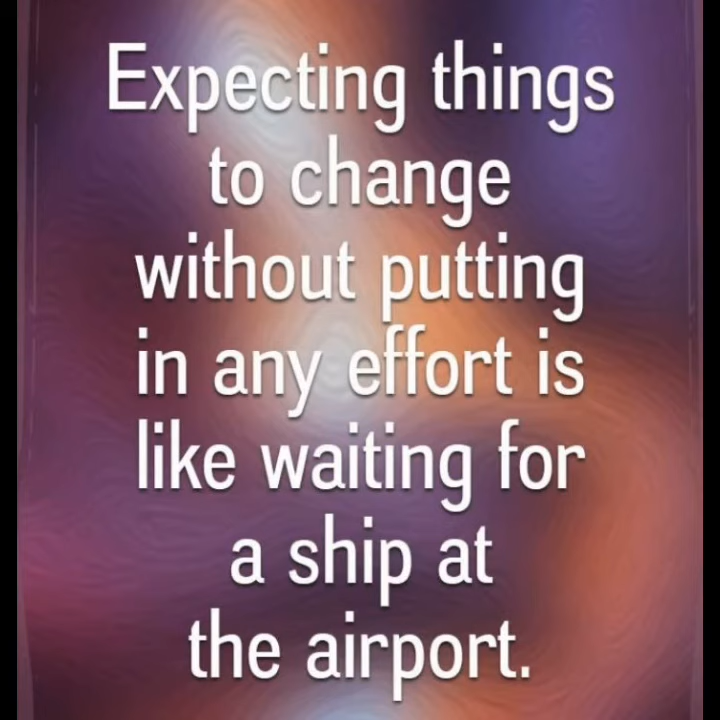 Expecting things
to change
without putting
in any effort is
like waiting for
a ship at
the airport.